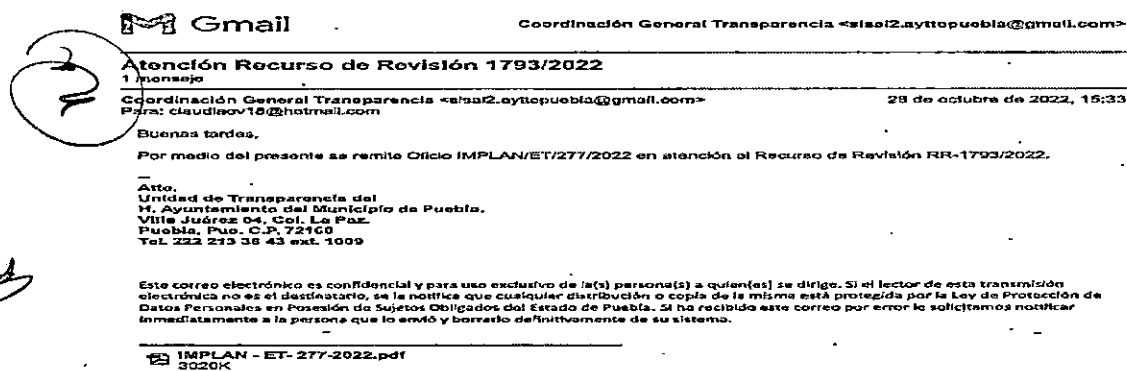 Gmail
Coordinación General Transparencia <sisai2.ayttopuebla@gmail.com>
Atención Recurso de Revisión 1793/2022
1 mensaje
Coordinación General Transparencia <sisai2.ayttopuebla@gmail.com>
28 de octubre de 2022, 15:33
Para: claudiaov18@hotmail.com
Buenas tardes,
Por medio del presente se remite Oficio IMPLAN/ET/277/2022 en atención al Recurso de Revisión RR-1793/2022.
—
Atto.
Unidad de Transparencia del
H. Ayuntamiento del Municipio de Puebla.
Villa Juárez 04, Col. La Paz.
Puebla, Pue. C.P. 72160
Tel. 222 213 38 43 ext. 1009
Este correo electrónico es confidencial y para uso exclusivo de la(s) persona(s) a quien(es) se dirige. Si el lector de esta transmisión
electrónica no es el destinatario, se le notifica que cualquier distribución o copia de la misma está protegida por la Ley de Protección de
Datos Personales en Posesión de Sujetos Obligados del Estado de Puebla. Si ha recibido este correo por error le solicitamos notificar
inmediatamente a la persona que lo envió y borrarlo definitivamente de su sistema.
IMPLAN - ET- 277-2022.pdf
3020K